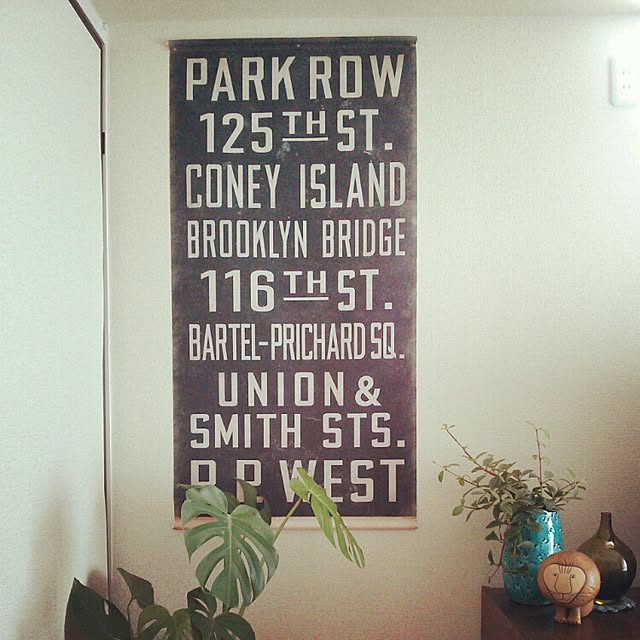 PARK ROW
125TH ST.
CONEY ISLAND
BROOKLYN BRIDGE
116TH ST.
BARTEL-PRICHARD SQ.
UNION &
SMITH STS.
P.P. WEST